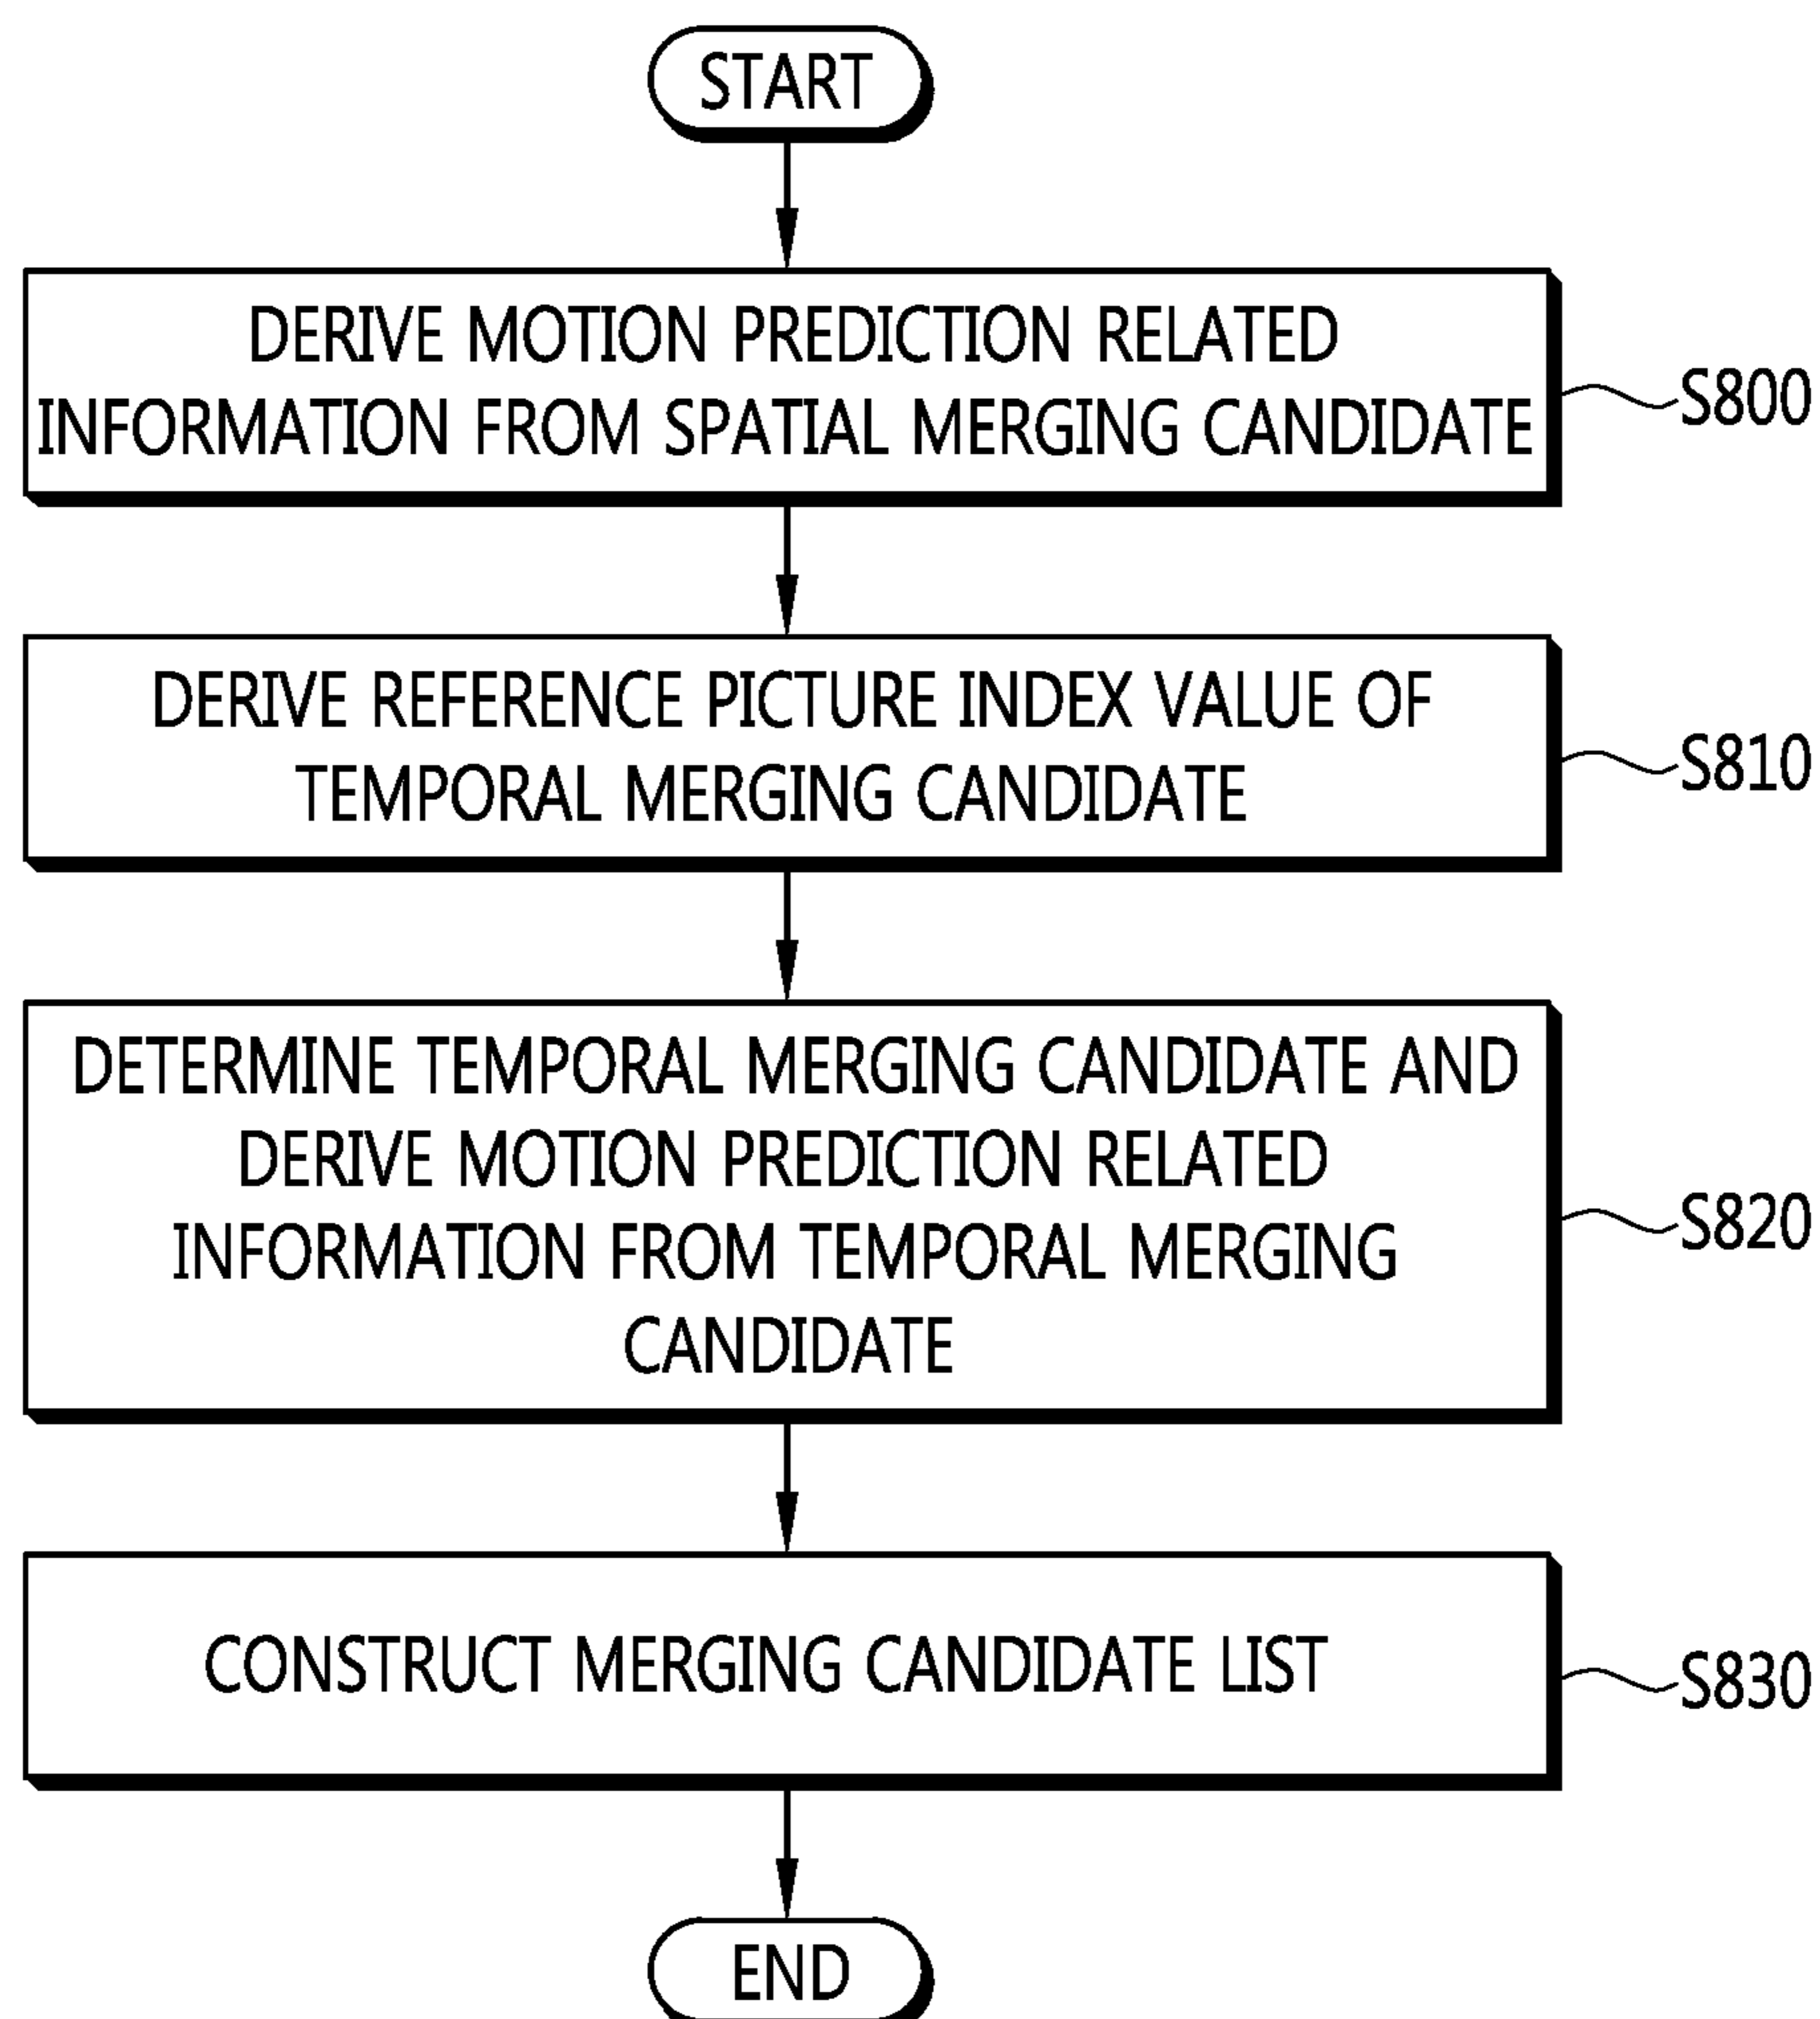 START
DERIVE MOTION PREDICTION RELATED
INFORMATION FROM SPATIAL MERGING CANDIDATE
S800
DERIVE REFERENCE PICTURE INDEX VALUE OF
TEMPORAL MERGING CANDIDATE
S810
DETERMINE TEMPORAL MERGING CANDIDATE AND
DERIVE MOTION PREDICTION RELATED
INFORMATION FROM TEMPORAL MERGING
CANDIDATE
S820
CONSTRUCT MERGING CANDIDATE LIST
S830
END